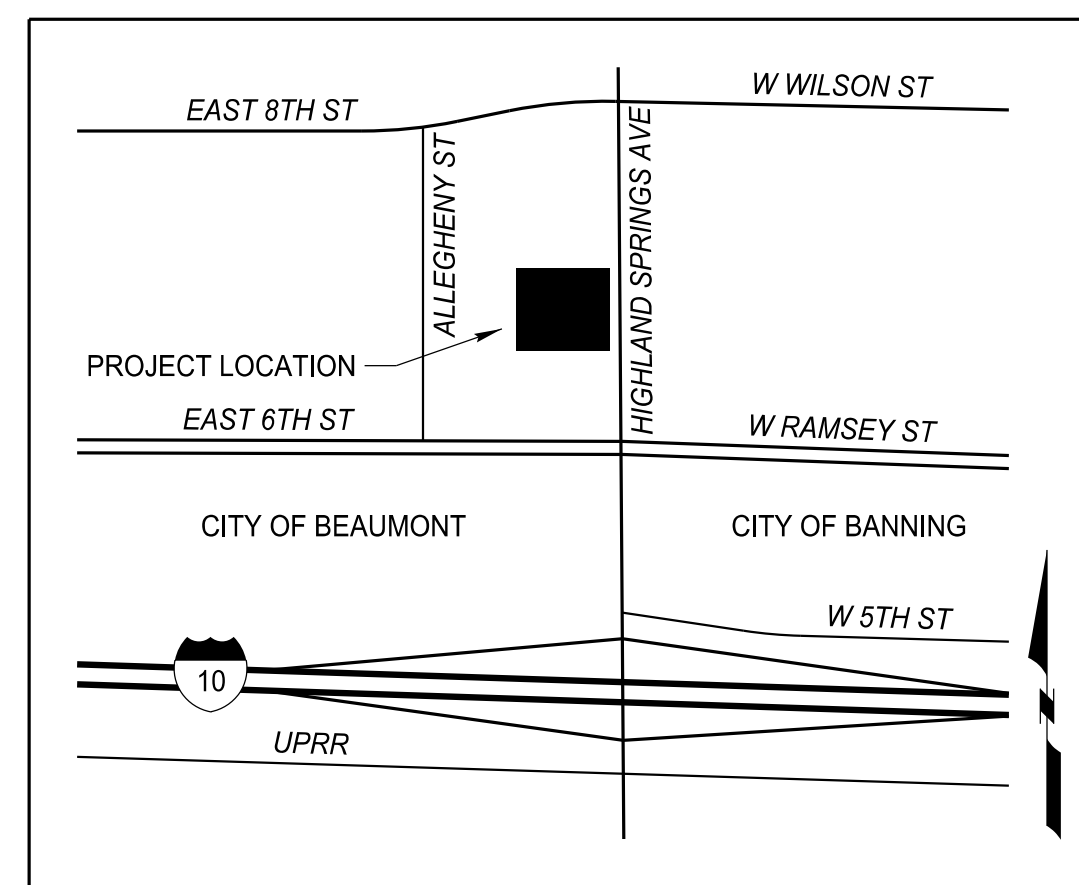 W WILSON ST
EAST 8TH ST
ALLEGHENY ST
HIGHLAND SPRINGS AVE
PROJECT LOCATION
EAST 6TH ST
W RAMSEY ST
CITY OF BEAUMONT
CITY OF BANNING
W 5TH ST
10
UPRR
N